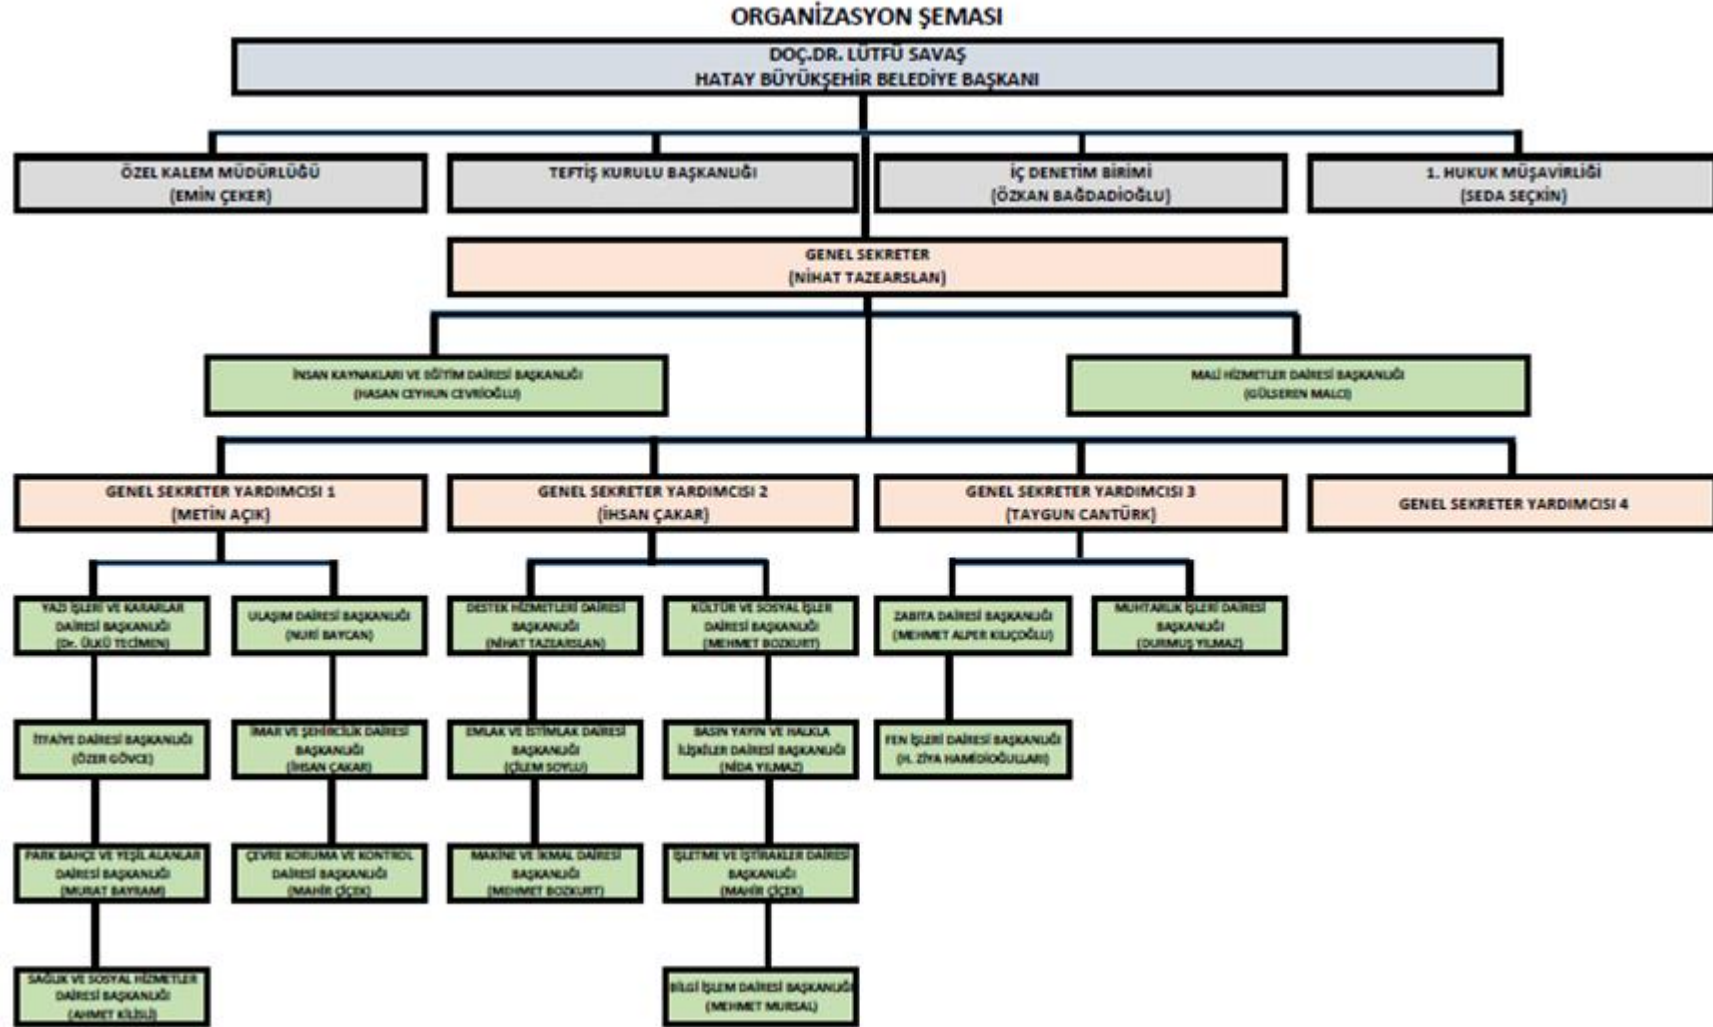 ORGANİZASYON ŞEMASI
DOÇ.DR. LÜTFÜ SAVAŞ
HATAY BÜYÜKŞEHİR BELEDİYE BAŞKANI
ÖZEL KALEM MÜDÜRLÜĞÜ
(EMİN ÇEKER)
TEFTİŞ KURULU BAŞKANLIĞI
İÇ DENETİM BİRİMİ
(ÖZKAN BAĞDADİOĞLU)
1. HUKUK MÜŞAVİRLİĞİ
(SEDA SEÇKİN)
GENEL SEKRETER
(NİHAT TAZEARSLAN)
İNSAN KAYNAKLARI VE EĞİTİM DAİRESİ BAŞKANLIĞI
(HASAN CEYHUN CEVRİOĞLU)
MALİ HİZMETLER DAİRESİ BAŞKANLIĞI
(GÜLSEREN MALCI)
GENEL SEKRETER YARDIMCISI 1
(METİN AÇIK)
GENEL SEKRETER YARDIMCISI 2
(İHSAN ÇAKAR)
GENEL SEKRETER YARDIMCISI 3
(TAYGUN CANTÜRK)
GENEL SEKRETER YARDIMCISI 4
YAZI İŞLERİ VE KARARLAR
DAİRESİ BAŞKANLIĞI
(Dr. ÜLKÜ TECİMEN)
ULAŞIM DAİRESİ BAŞKANLIĞI
(NURİ BAYCAN)
DESTEK HİZMETLERİ DAİRESİ
BAŞKANLIĞI
(NİHAT TAZEARSLAN)
KÜLTÜR VE SOSYAL İŞLER
DAİRESİ BAŞKANLIĞI
(MEHMET BOZKURT)
ZABITA DAİRESİ BAŞKANLIĞI
(MEHMET ALPER KILIÇOĞLU)
MUHTARLIK İŞLERİ DAİRESİ
BAŞKANLIĞI
(DURMUŞ YILMAZ)
İTFAİYE DAİRESİ BAŞKANLIĞI
(ÖZER GÖVCE)
İMAR VE ŞEHİRCİLİK DAİRESİ
BAŞKANLIĞI
(İHSAN ÇAKAR)
EMLAK VE İSTİMLAK DAİRESİ
BAŞKANLIĞI
(ÇİLEM SOYLU)
BASIN YAYIN VE HALKLA
İLİŞKİLER DAİRESİ BAŞKANLIĞI
(NİDA YILMAZ)
FEN İŞLERİ DAİRESİ BAŞKANLIĞI
(H. ZİYA HAMİDİOĞULLARI)
PARK BAHÇE VE YEŞİL ALANLAR
DAİRESİ BAŞKANLIĞI
(MURAT BAYRAM)
ÇEVRE KORUMA VE KONTROL
DAİRESİ BAŞKANLIĞI
(MAHİR ÇİÇEK)
MAKİNE VE İKMAL DAİRESİ
BAŞKANLIĞI
(MEHMET BOZKURT)
İŞLETME VE İŞTİRAKLER DAİRESİ
BAŞKANLIĞI
(MAHİR ÇİÇEK)
SAĞLIK VE SOSYAL HİZMETLER
DAİRESİ BAŞKANLIĞI
(AHMET KİLİSLİ)
BİLGİ İŞLEM DAİRESİ BAŞKANLIĞI
(MEHMET MURSAL)